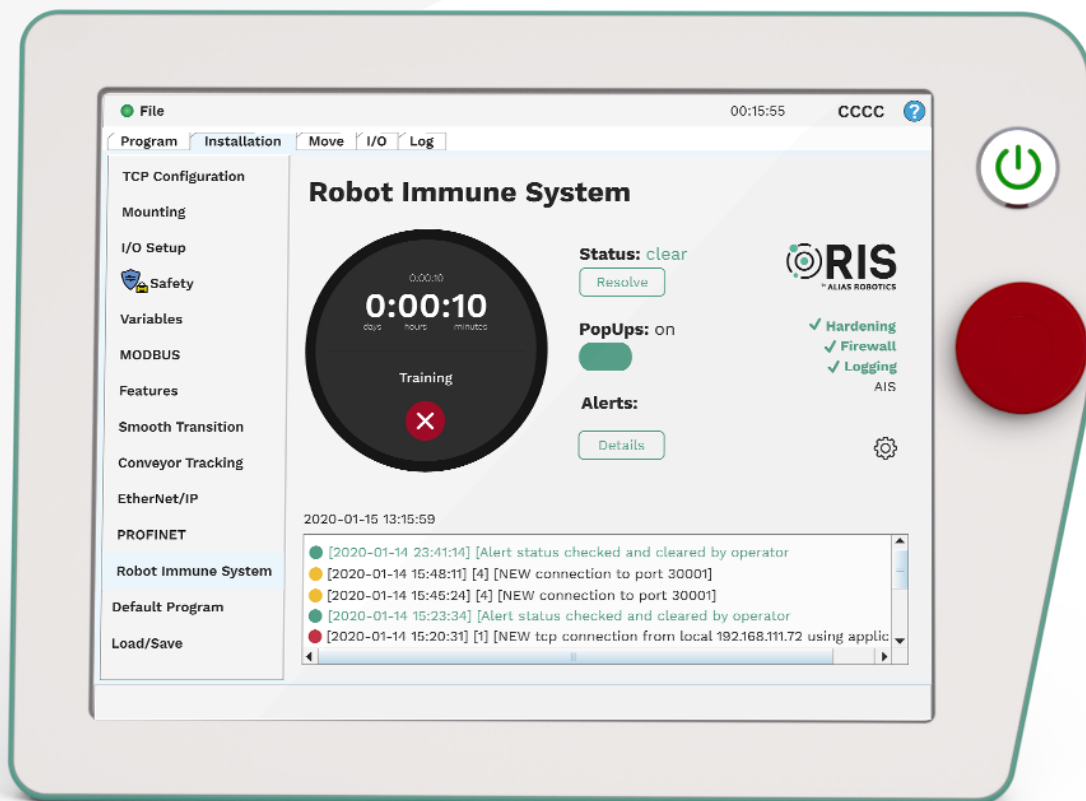 File
00:15:55
CCCC
?
Program
Installation
Move
I/O
Log
TCP Configuration
Mounting
I/O Setup
Safety
Variables
MODBUS
Features
Smooth Transition
Conveyor Tracking
EtherNet/IP
PROFINET
Robot Immune System
Default Program
Load/Save
Robot Immune System
0:00:10
0:00:10
days hours minutes
Training
Status: clear
Resolve
PopUps: on
Alerts:
Details
RIS
by ALIAS ROBOTICS
Hardening
Firewall
Logging
AIS
2020-01-15 13:15:59
[2020-01-14 23:41:14] [Alert status checked and cleared by operator
[2020-01-14 15:48:11] [4] [NEW connection to port 30001]
[2020-01-14 15:45:24] [4] [NEW connection to port 30001]
[2020-01-14 15:23:34] [Alert status checked and cleared by operator
[2020-01-14 15:20:31] [1] [NEW tcp connection from local 192.168.111.72 using applic